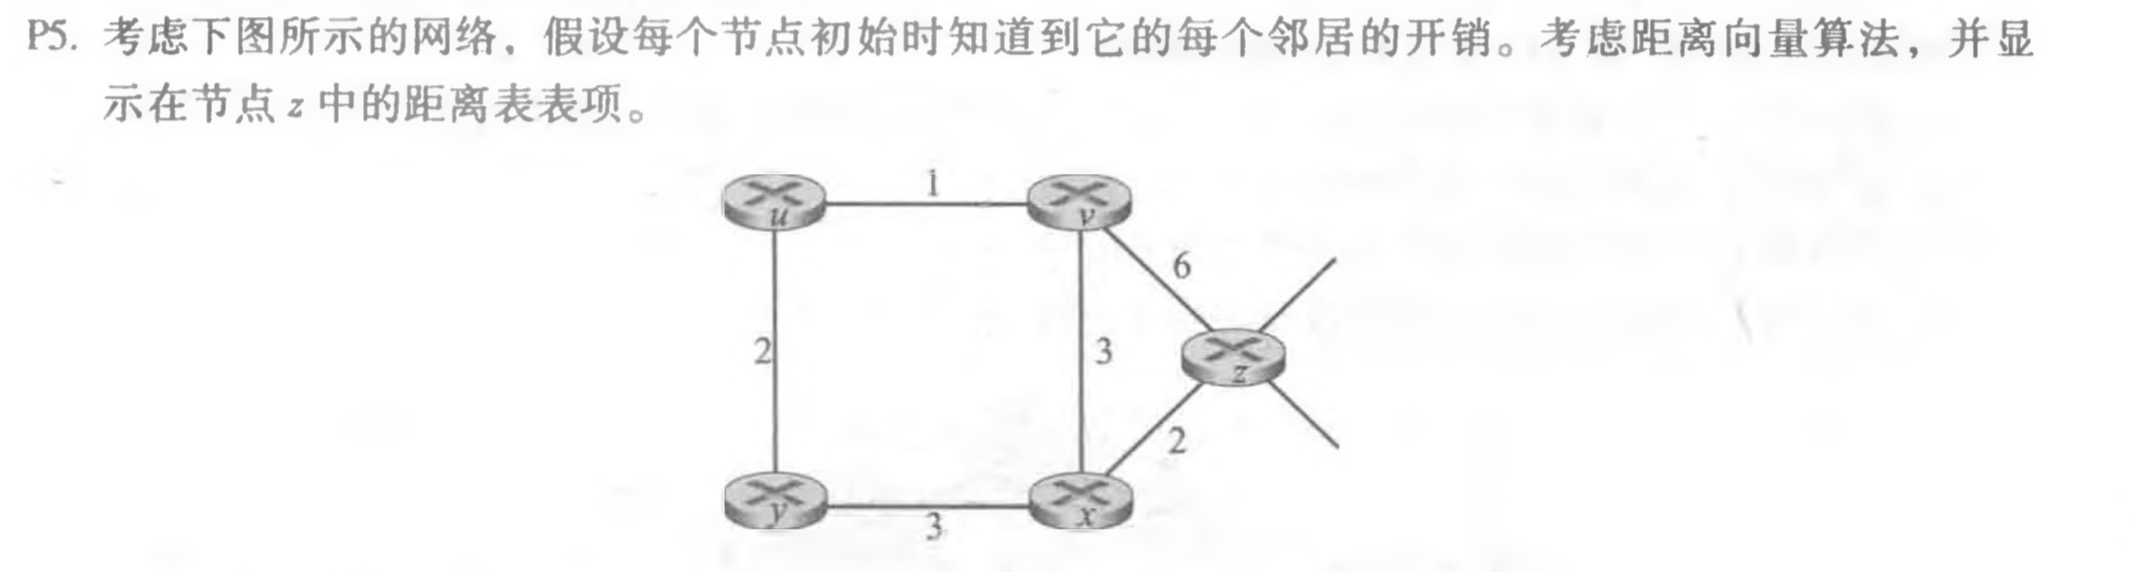 P5. 考虑下图所示的网络，假设每个节点初始时知道到它的每个邻居的开销。考虑距离向量算法，并显
示在节点 z 中的距离表表项。
1
u
v
6
2
3
z
2
y
3
x